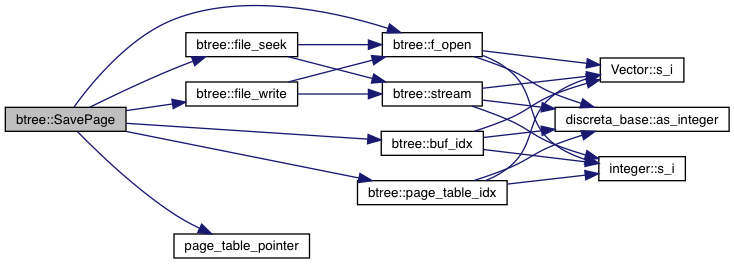 btree::SavePage
btree::file_seek
btree::file_write
btree::f_open
btree::stream
btree::buf_idx
btree::page_table_idx
page_table_pointer
Vector::s_i
discreta_base::as_integer
integer::s_i